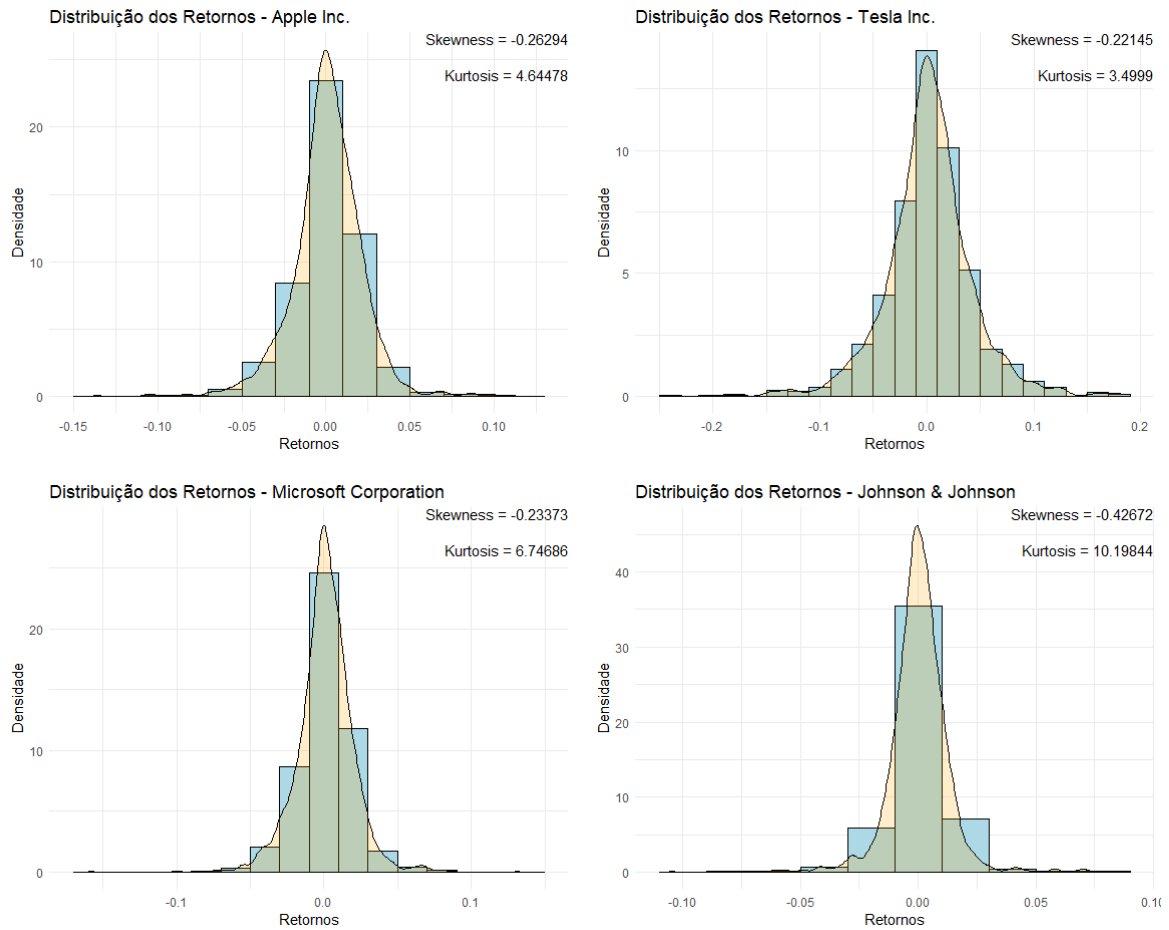 Distribuição dos Retornos - Apple Inc.
Skewness = -0.26294
Kurtosis = 4.64478
Densidade
20
10
0
-0.15
-0.10
-0.05
0.00
0.05
0.10
Retornos
Distribuição dos Retornos - Tesla Inc.
Skewness = -0.22145
Kurtosis = 3.4999
Densidade
10
5
0
-0.2
-0.1
0.0
0.1
0.2
Retornos
Distribuição dos Retornos - Microsoft Corporation
Skewness = -0.23373
Kurtosis = 6.74686
Densidade
20
10
0
-0.1
0.0
0.1
Retornos
Distribuição dos Retornos - Johnson & Johnson
Skewness = -0.42672
Kurtosis = 10.19844
Densidade
40
30
20
10
0
-0.10
-0.05
0.00
0.05
0.10
Retornos